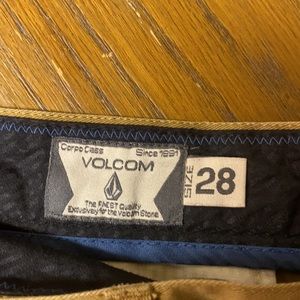 Corpo Class
Since 1991
VOLCOM
The FINEST Quality
Exclusively for the Volcom Stone.
SIZE 28